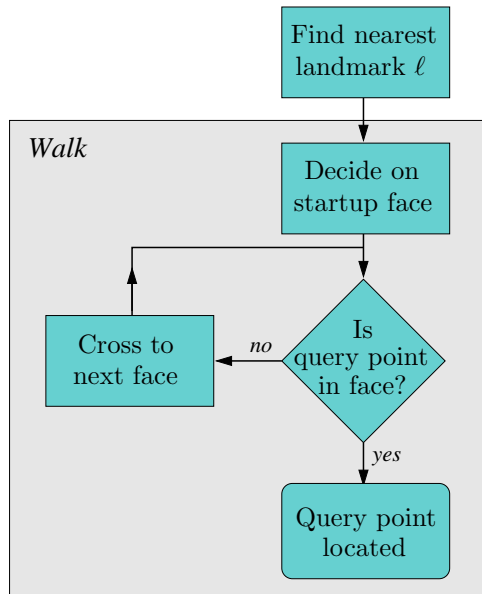 Find nearest
landmark ℓ
Walk
Decide on
startup face
Is
query point
in face?
no
Cross to
next face
yes
Query point
located